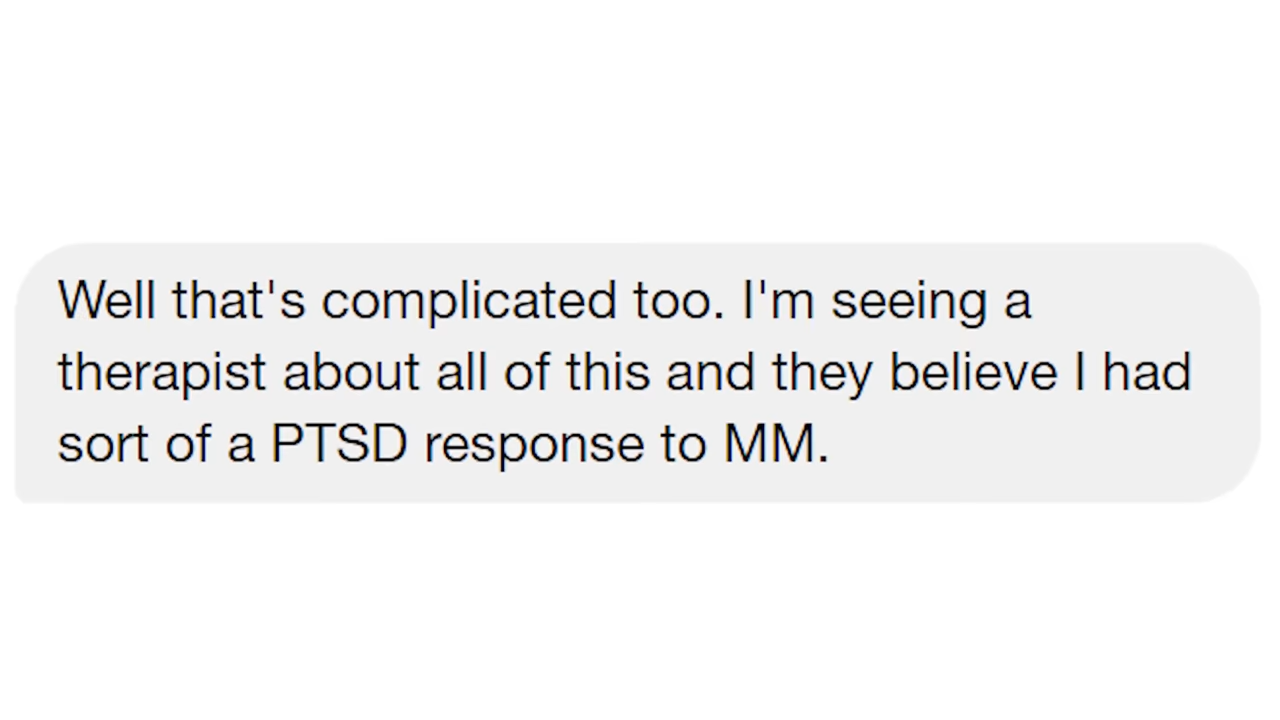 Well that's complicated too. I'm seeing a
therapist about all of this and they believe I had
sort of a PTSD response to MM.